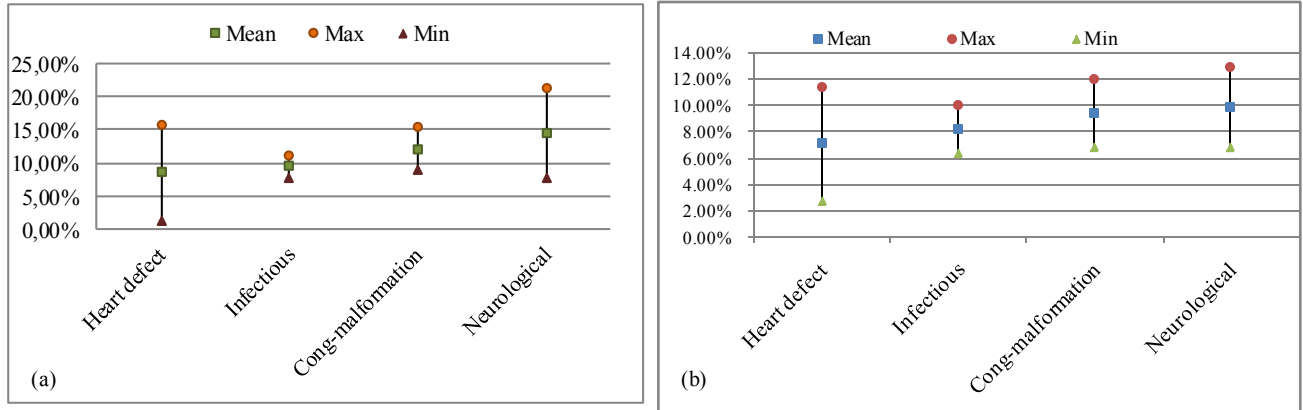 Mean Max Min
25,00%
20,00%
15,00%
10,00%
5,00%
0,00%
Heart defect
Infectious
Cong-malformation
Neurological
(a)
Mean Max Min
14.00%
12.00%
10.00%
8.00%
6.00%
4.00%
2.00%
0.00%
Heart defect
Infectious
Cong-malformation
Neurological
(b)